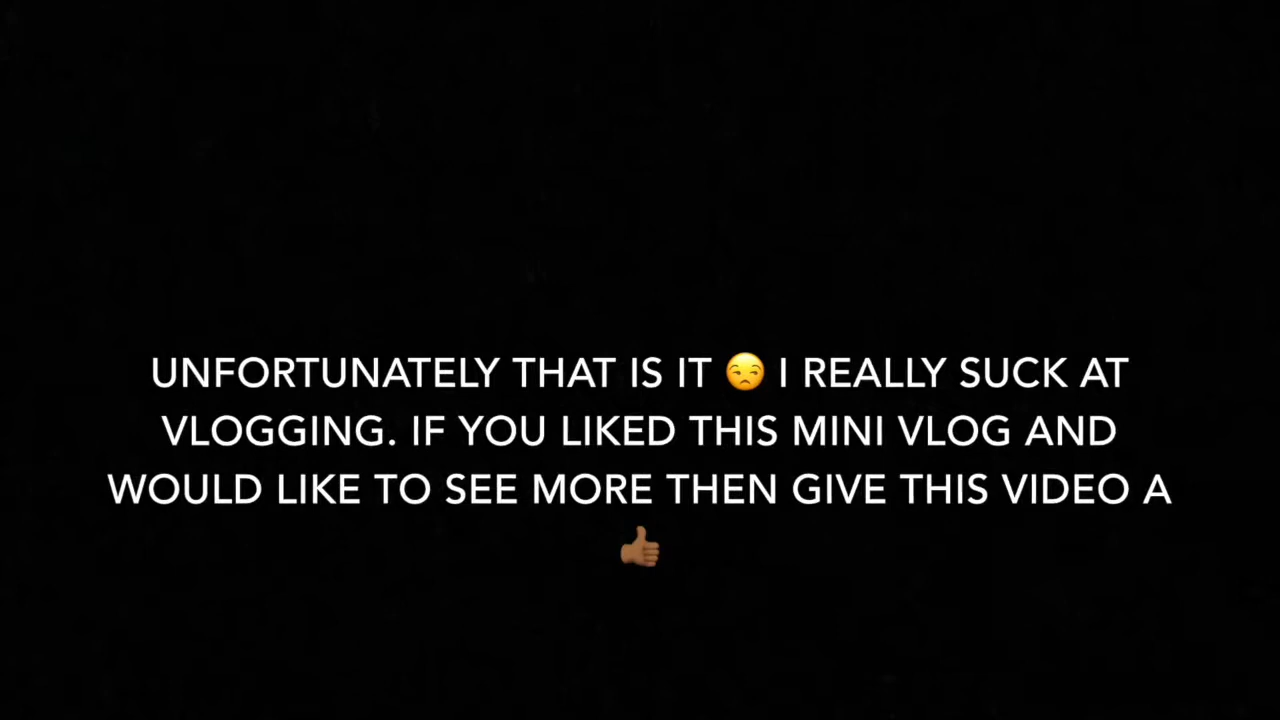 UNFORTUNATELY THAT IS IT 😒 I REALLY SUCK AT
VLOGGING. IF YOU LIKED THIS MINI VLOG AND
WOULD LIKE TO SEE MORE THEN GIVE THIS VIDEO A
👍🏽